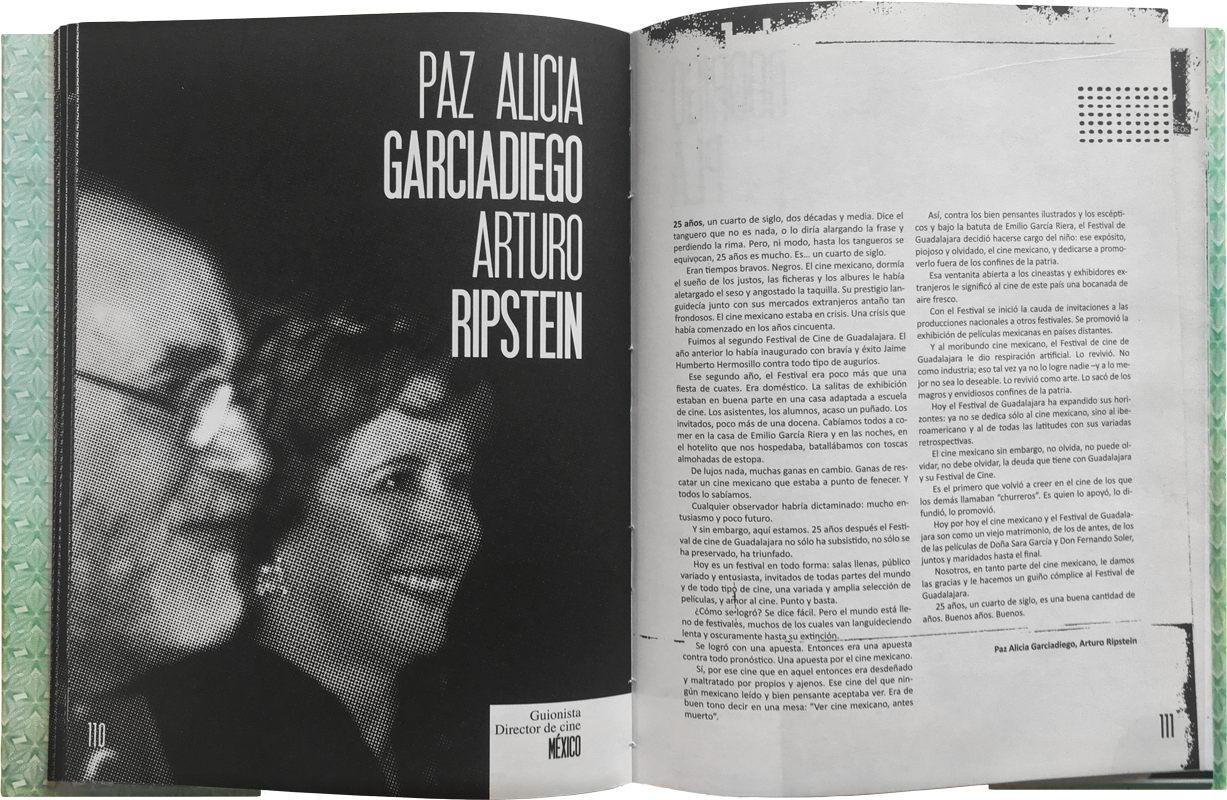 PAZ ALICIA
GARCIADIEGO
ARTURO
RIPSTEIN
Guionista
Director de cine
MÉXICO
110
25 años, un cuarto de siglo, dos décadas y media. Dice el
tanguero que no es nada, o lo diría alargando la frase y
perdiendo la rima. Pero, ni modo, hasta los tangueros se
equivocan, 25 años es mucho. Es... un cuarto de siglo.
Eran tiempos bravos. Negros. El cine mexicano, dormía
el sueño de los justos, las ficheras y los albures le había
aletargado el seso y angostado la taquilla. Su prestigio lan-
guidecía junto con sus mercados extranjeros antaño tan
frondosos. El cine mexicano estaba en crisis. Una crisis que
había comenzado en los años cincuenta.
Fuimos al segundo Festival de Cine de Guadalajara. El
año anterior lo había inaugurado con bravía y éxito Jaime
Humberto Hermosillo contra todo tipo de augurios.
Ese segundo año, el Festival era poco más que una
fiesta de cuates. Era doméstico. La salitas de exhibición
estaban en buena parte en una casa adaptada a escuela
de cine. Los asistentes, los alumnos, acaso un puñado. Los
invitados, poco más de una docena. Cabíamos todos a co-
mer en la casa de Emilio García Riera y en las noches, en
el hotelito que nos hospedaba, batallábamos con toscas
almohadas de estopa.
De lujos nada, muchas ganas en cambio. Ganas de res-
catar un cine mexicano que estaba a punto de fenecer. Y
todos lo sabíamos.
Cualquier observador habría dictaminado: mucho en-
tusiasmo y poco futuro.
Y sin embargo, aquí estamos. 25 años después el Festi-
val de cine de Guadalajara no sólo ha subsistido, no sólo se
ha preservado, ha triunfado.
Hoy es un festival en todo forma: salas llenas, público
variado y entusiasta, invitados de todas partes del mundo
y de todo tipo de cine, una variada y amplia selección de
películas, y amor al cine. Punto y basta.
¿Cómo se logró? Se dice fácil. Pero el mundo está lle-
no de festivales, muchos de los cuales van languideciendo
lenta y oscuramente hasta su extinción.
Se logró con una apuesta. Entonces era una apuesta
contra todo pronóstico. Una apuesta por el cine mexicano.
Sí, por ese cine que en aquel entonces era desdeñado
y maltratado por propios y ajenos. Ese cine del que nin-
gún mexicano leído y bien pensante aceptaba ver. Era de
buen tono decir en una mesa: "Ver cine mexicano, antes
muerto".
Así, contra los bien pensantes ilustrados y los escépti-
cos y bajo la batuta de Emilio García Riera, el Festival de
Guadalajara decidió hacerse cargo del niño: ese expósito,
piojoso y olvidado, el cine mexicano, y dedicarse a promo-
verlo fuera de los confines de la patria.
Esa ventanita abierta a los cineastas y exhibidores ex-
tranjeros le significó al cine de este país una bocanada de
aire fresco.
Con el Festival se inició la cauda de invitaciones a las
producciones nacionales a otros festivales. Se promovió la
exhibición de películas mexicanas en países distantes.
Y al moribundo cine mexicano, el Festival de cine de
Guadalajara le dio respiración artificial. Lo revivió. No
como industria; eso tal vez ya no lo logre nadie –y a lo me-
jor no sea lo deseable. Lo revivió como arte. Lo sacó de los
magros y envidiosos confines de la patria.
Hoy el Festival de Guadalajara ha expandido sus hori-
zontes: ya no se dedica sólo al cine mexicano, sino al ibe-
roamericano y al de todas las latitudes con sus variadas
retrospectivas.
El cine mexicano sin embargo, no olvida, no puede ol-
vidar, no debe olvidar, la deuda que tiene con Guadalajara
y su Festival de Cine.
Es el primero que volvió a creer en el cine de los que
los demás llamaban "churreros". Es quien lo apoyó, lo di-
fundió, lo promovió.
Hoy por hoy el cine mexicano y el Festival de Guadala-
jara son como un viejo matrimonio, de los de antes, de los
de las películas de Doña Sara García y Don Fernando Soler,
juntos y maridados hasta el final.
Nosotros, en tanto parte del cine mexicano, le damos
las gracias y le hacemos un guiño cómplice al Festival de
Guadalajara.
25 años, un cuarto de siglo, es una buena cantidad de
años. Buenos años. Buenos.
Paz Alicia Garciadiego, Arturo Ripstein
111